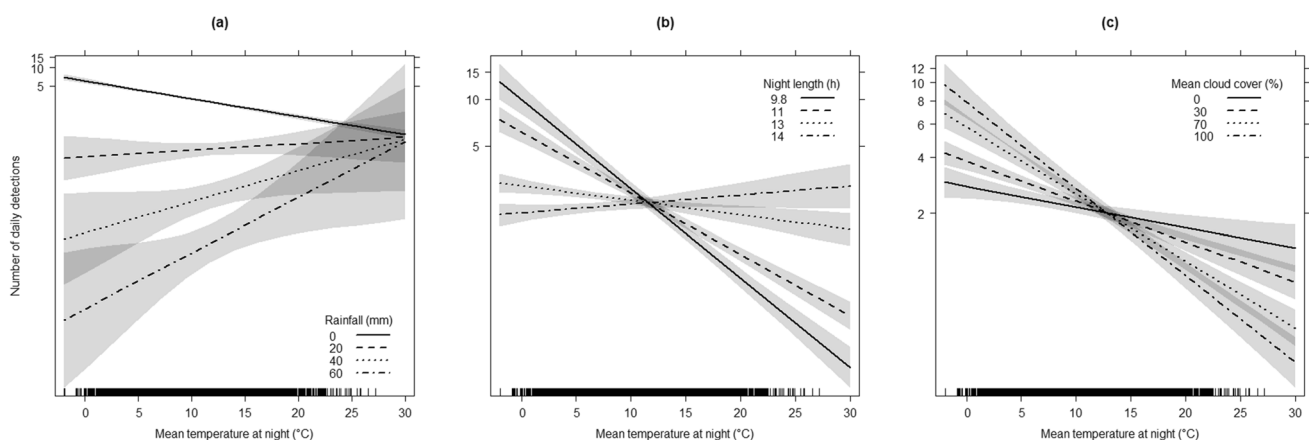 (a)
15
10
5
Number of daily detections
Rainfall (mm)
0
20
40
60
0 5 10 15 20 25 30
Mean temperature at night (°C)
(b)
15
10
5
Night length (h)
9.8
11
13
14
0 5 10 15 20 25 30
Mean temperature at night (°C)
(c)
12
10
8
6
4
2
Mean cloud cover (%)
0
30
70
100
0 5 10 15 20 25 30
Mean temperature at night (°C)